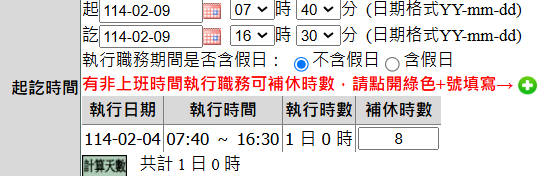 起 114-02-09 07 時 40 分 (日期格式YY-mm-dd)
訖 114-02-09 16 時 30 分 (日期格式YY-mm-dd)
執行職務期間是否含假日： 不含假日 含假日
起訖時間
有非上班時間執行職務可補休時數，請點開綠色+號填寫→
執行日期 執行時間 執行時數 補休時數
114-02-04 07:40 ~ 16:30 1 日 0 時 8
計算天數 共計 1 日 0 時